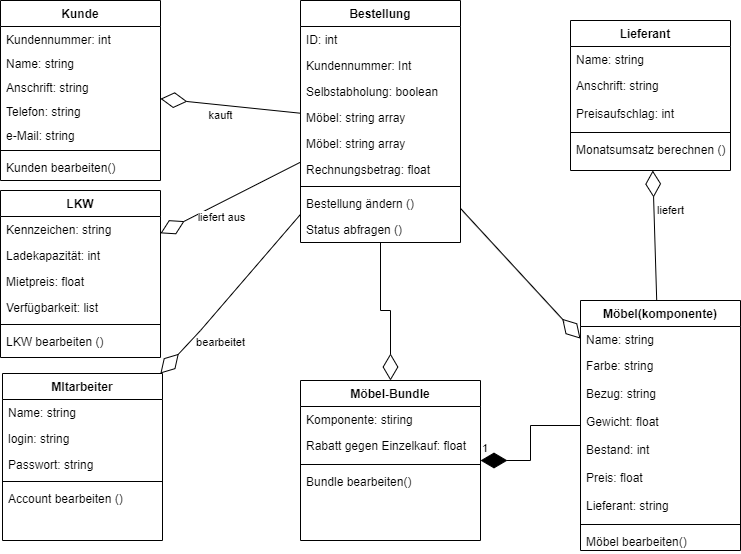 Kunde
Kundennummer: int
Name: string
Anschrift: string
Telefon: string
e-Mail: string
Kunden bearbeiten()
kauft
LKW
Kennzeichen: string
Ladekapazität: int
Mietpreis: float
Verfügbarkeit: list
LKW bearbeiten ()
liefert aus
MItarbeiter
Name: string
login: string
Passwort: string
Account bearbeiten ()
bearbeitet
Bestellung
ID: int
Kundennummer: Int
Selbstabholung: boolean
Möbel: string array
Möbel: string array
Rechnungsbetrag: float
Bestellung ändern ()
Status abfragen ()
Möbel-Bundle
Komponente: stiring
Rabatt gegen Einzelkauf: float
Bundle bearbeiten()
1
Lieferant
Name: string
Anschrift: string
Preisaufschlag: int
Monatsumsatz berechnen ()
liefert
Möbel(komponente)
Name: string
Farbe: string
Bezug: string
Gewicht: float
Bestand: int
Preis: float
Lieferant: string
Möbel bearbeiten()